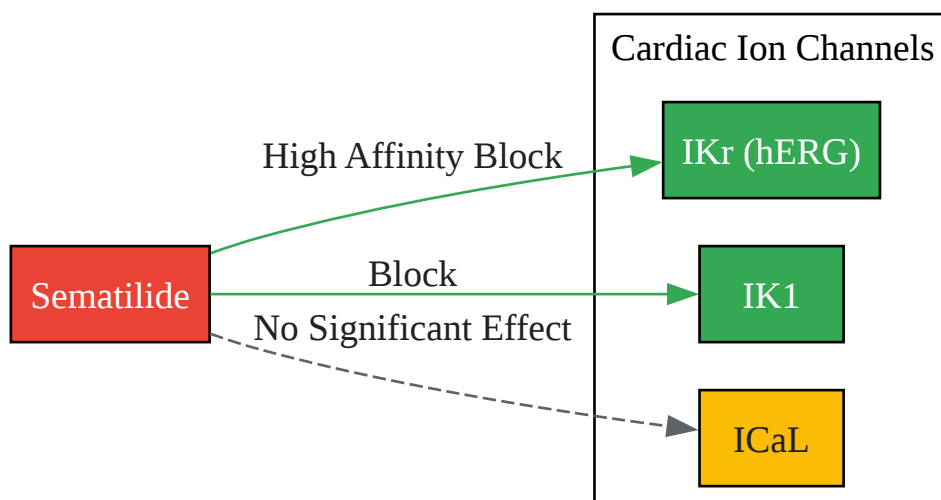 Cardiac Ion Channels
IKr (hERG)
High Affinity Block
Sematilide
Block
IK1
No Significant Effect
ICaL